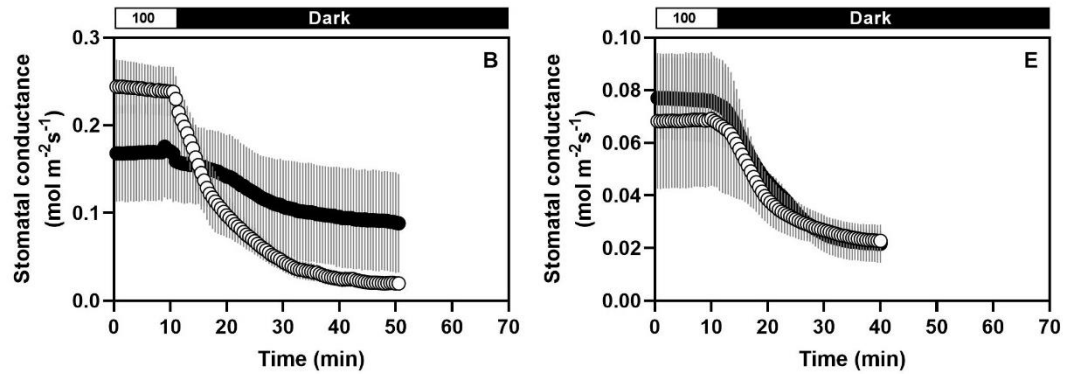 100 Dark
0.3
B
0.2
0.1
0.0
0 10 20 30 40 50 60 70
Time (min)
Stomatal conductance
(mol m⁻²s⁻¹)
100 Dark
0.10
E
0.08
0.06
0.04
0.02
0.00
0 10 20 30 40 50 60 70
Time (min)
Stomatal conductance
(mol m⁻²s⁻¹)